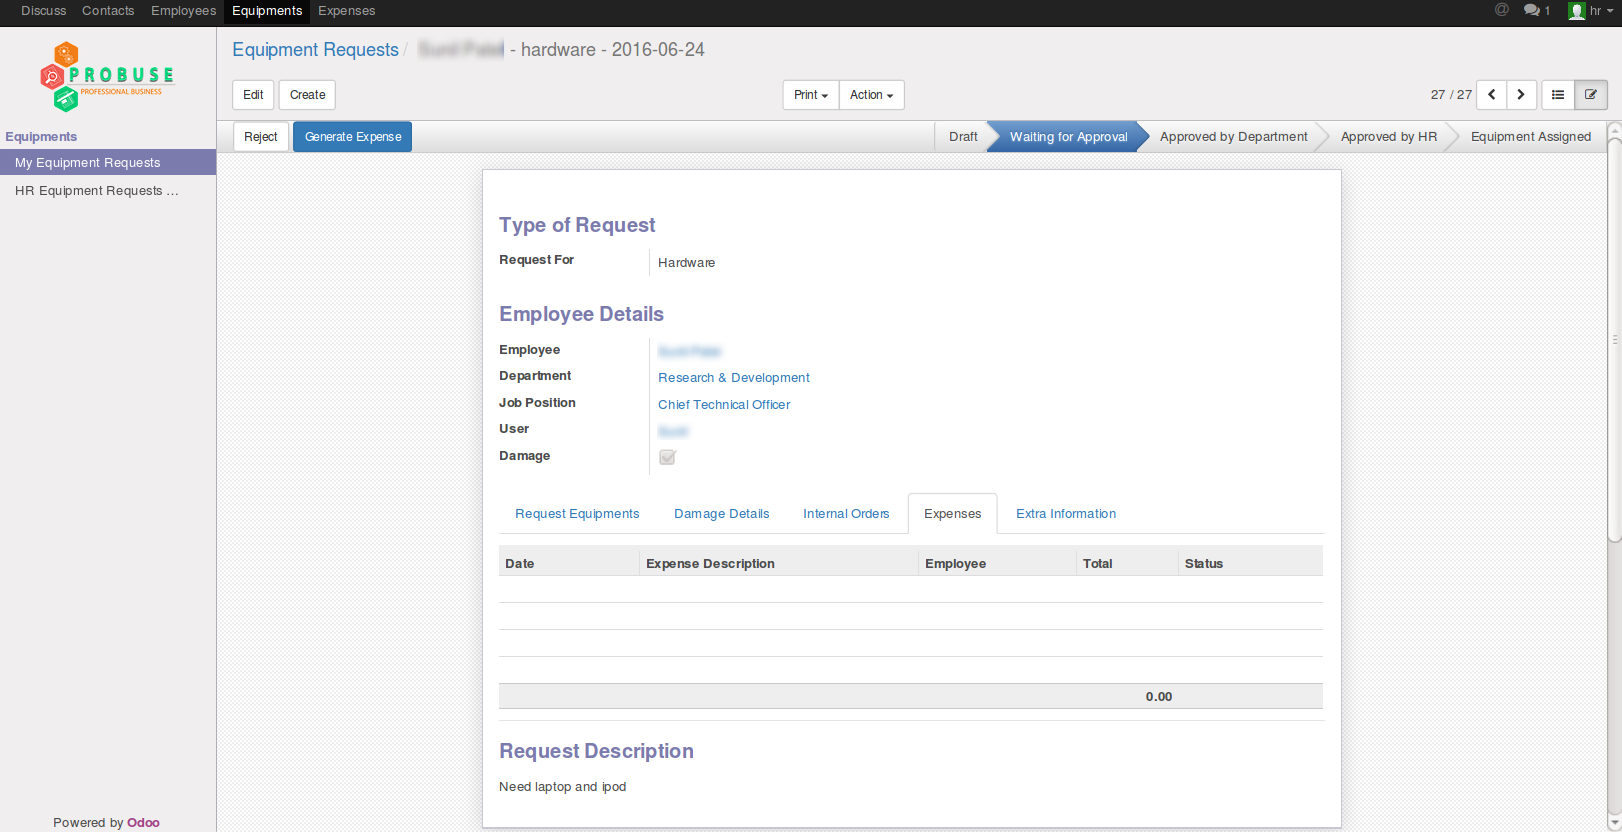 Discuss Contacts Employees Equipments Expenses @ 1 hr
PROBUSE
PROFESSIONAL BUSINESS
Equipment Requests / - hardware - 2016-06-24
Edit Create Print Action 27 / 27
Equipments
My Equipment Requests
HR Equipment Requests ...
Reject Generate Expense Draft Waiting for Approval Approved by Department Approved by HR Equipment Assigned
Type of Request
Request For Hardware
Employee Details
Employee
Department Research & Development
Job Position Chief Technical Officer
User
Damage
Request Equipments Damage Details Internal Orders Expenses Extra Information
Date Expense Description Employee Total Status
0.00
Request Description
Need laptop and ipod
Powered by Odoo